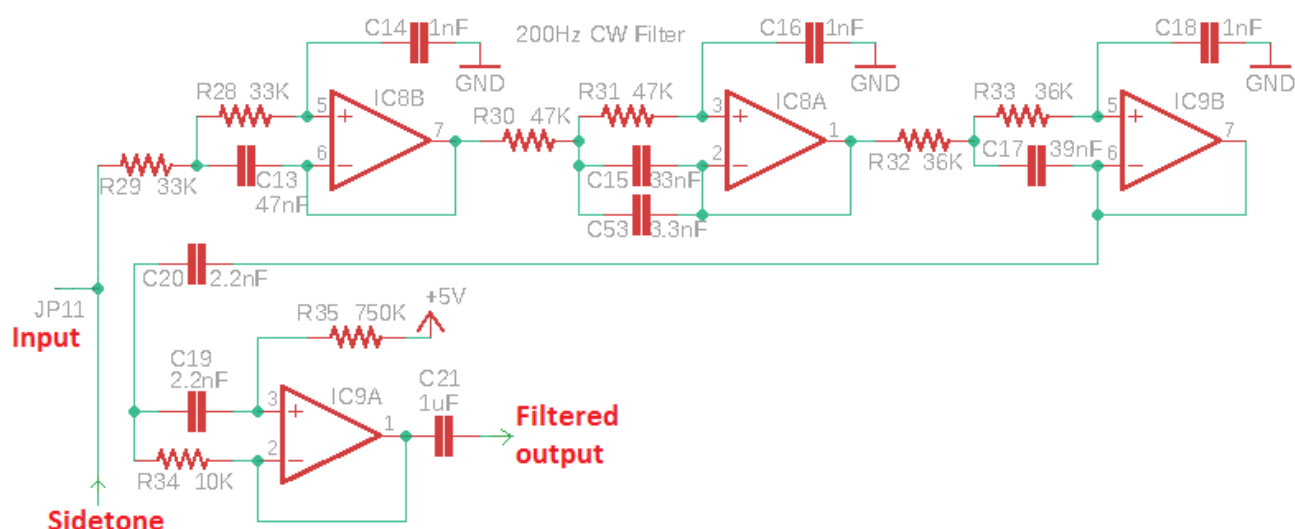 C14 1nF
200Hz CW Filter
C16 1nF
C18 1nF
GND
GND
GND
R28 33K
IC8B
R31 47K
IC8A
R33 36K
IC9B
5
+
7
6
−
R30 47K
3
+
1
2
−
5
+
7
6
−
R29 33K
C13
47nF
C15 33nF
C53 3.3nF
R32 36K
C17 39nF
C20 2.2nF
JP11
Input
R35 750K
+5V
C19
2.2nF
IC9A
3
+
1
2
−
C21
1uF
Filtered
output
R34 10K
Sidetone